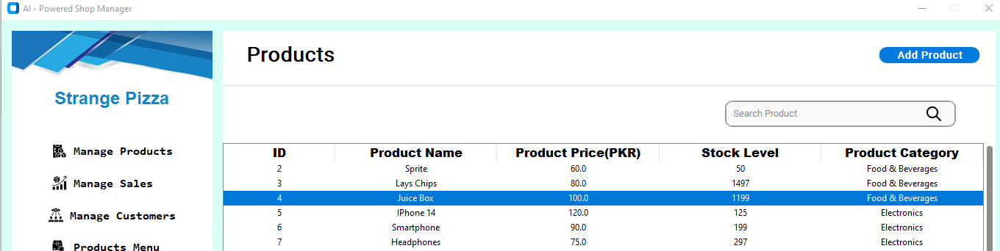 AI - Powered Shop Manager
Strange Pizza
Manage Products
Manage Sales
Manage Customers
Products Menu
Products
Add Product
Search Product
ID Product Name Product Price(PKR) Stock Level Product Category
2 Sprite 60.0 50 Food & Beverages
3 Lays Chips 80.0 1497 Food & Beverages
4 Juice Box 100.0 1199 Food & Beverages
5 IPhone 14 120.0 125 Electronics
6 Smartphone 90.0 199 Electronics
7 Headphones 75.0 297 Electronics